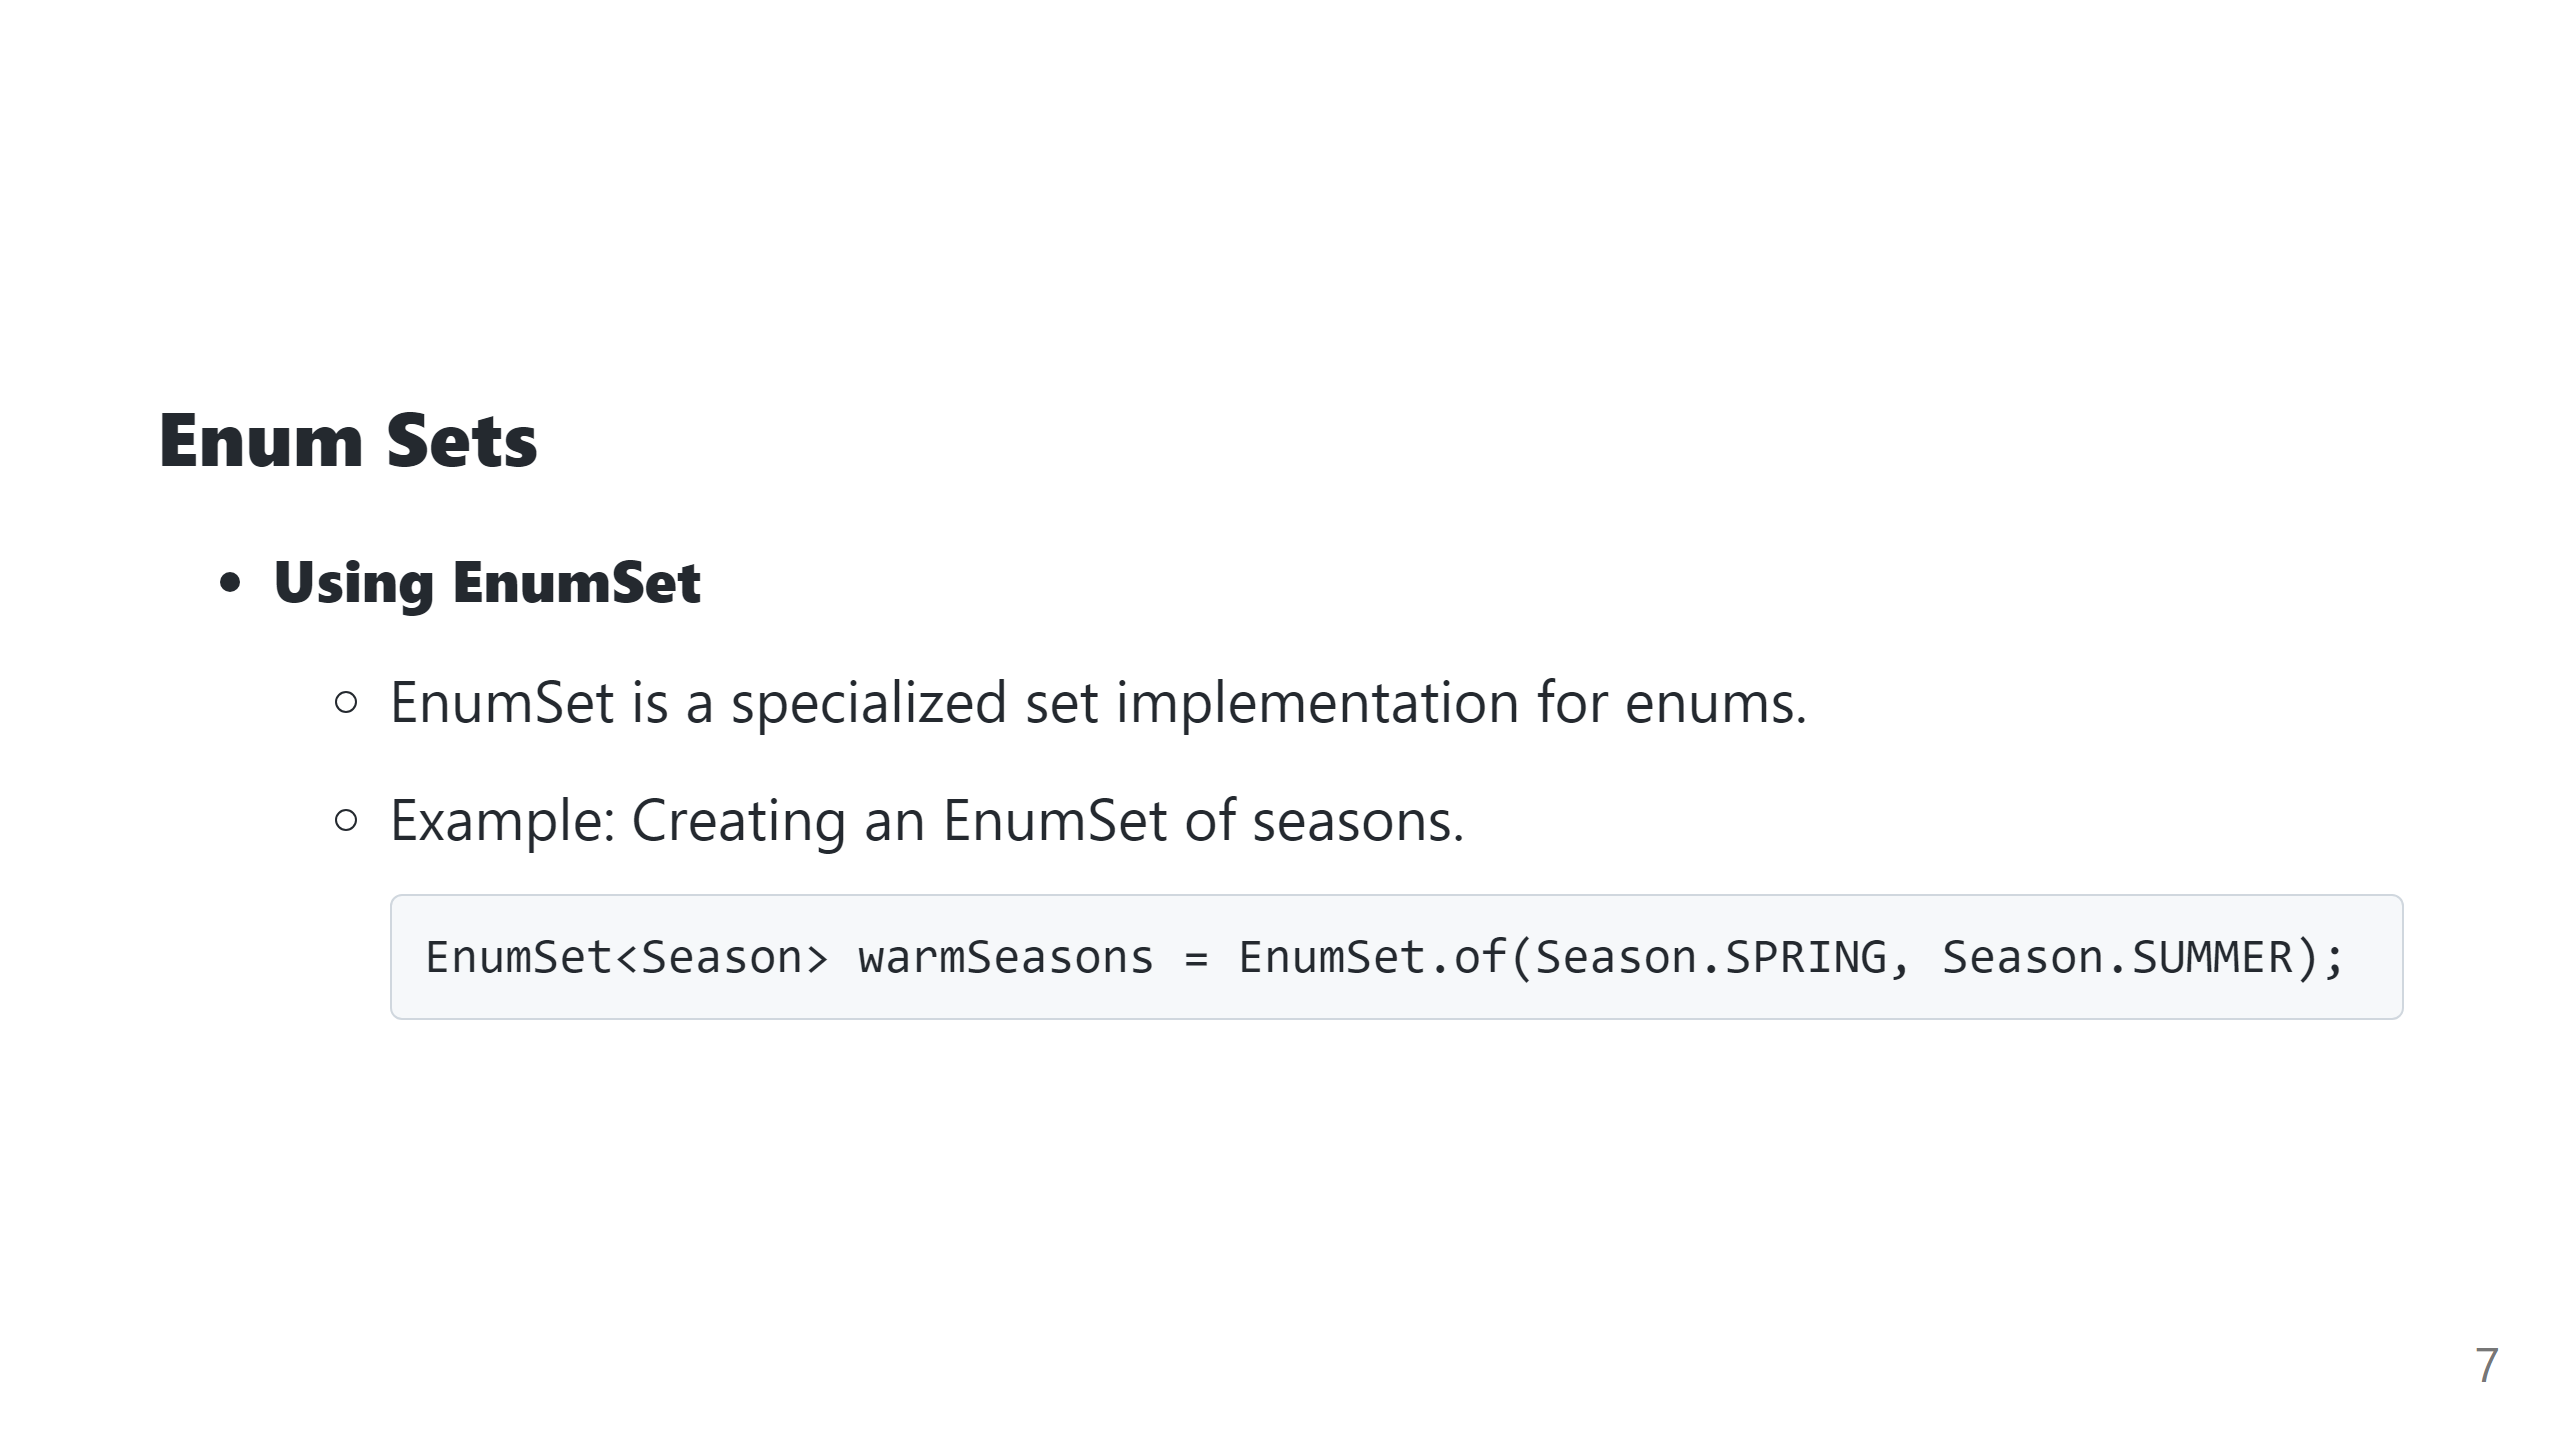 Enum Sets
• Using EnumSet
○ EnumSet is a specialized set implementation for enums.
○ Example: Creating an EnumSet of seasons.
EnumSet<Season> warmSeasons = EnumSet.of(Season.SPRING, Season.SUMMER);
7